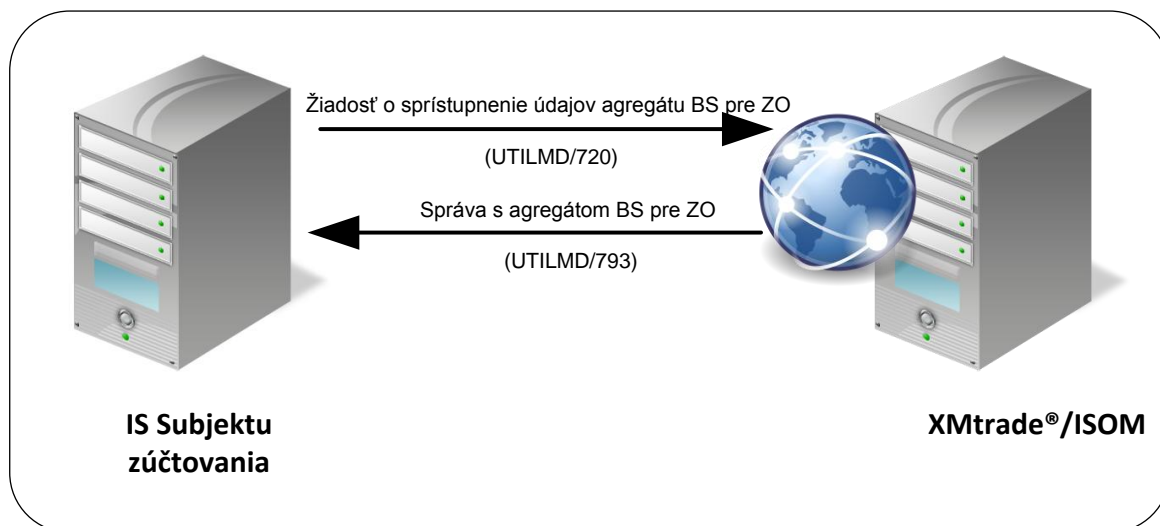 Žiadosť o sprístupnenie údajov agregátu BS pre ZO
(UTILMD/720)
Správa s agregátom BS pre ZO
(UTILMD/793)
IS Subjektu
zúčtovania
XMtrade®/ISOM